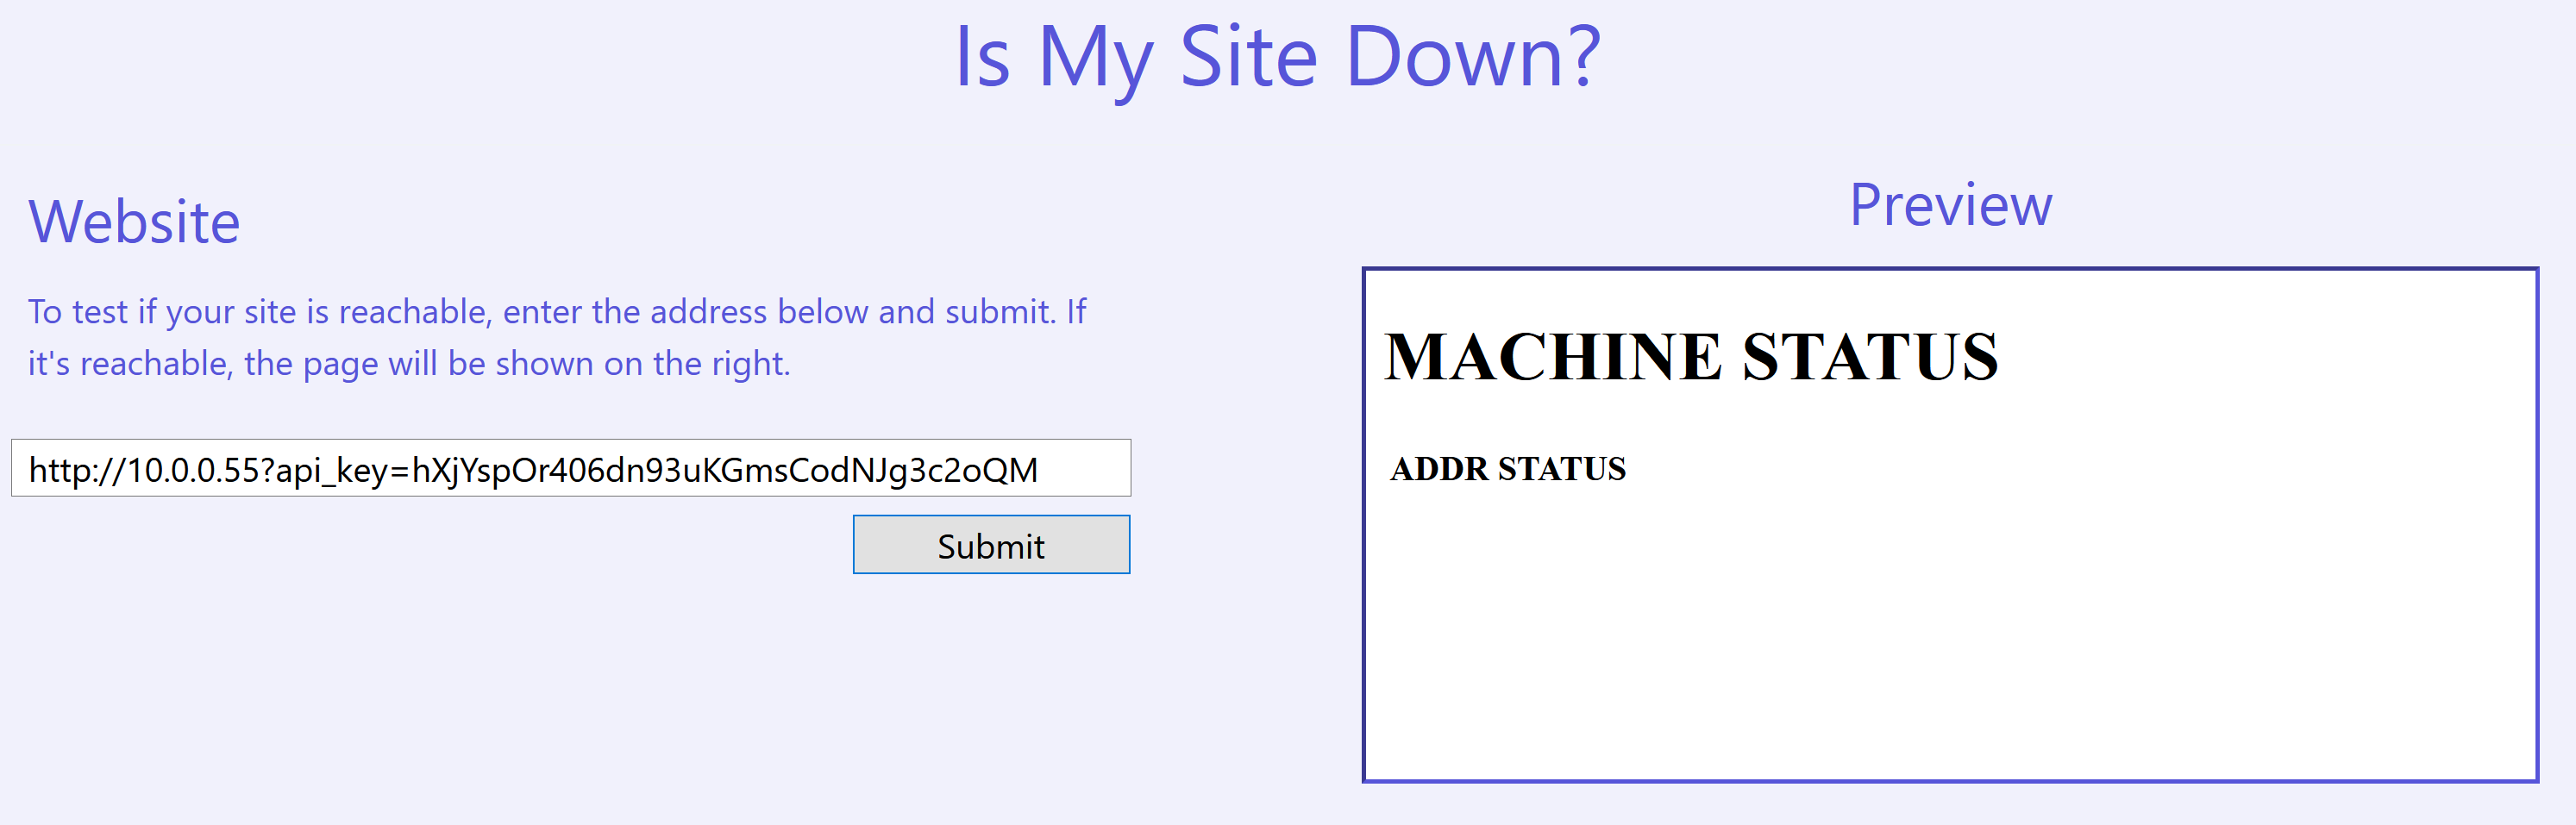 Is My Site Down?
Website
To test if your site is reachable, enter the address below and submit. If
it's reachable, the page will be shown on the right.
http://10.0.0.55?api_key=hXjYspOr406dn93uKGmsCodNJg3c2oQM
Submit
Preview
MACHINE STATUS
ADDR STATUS